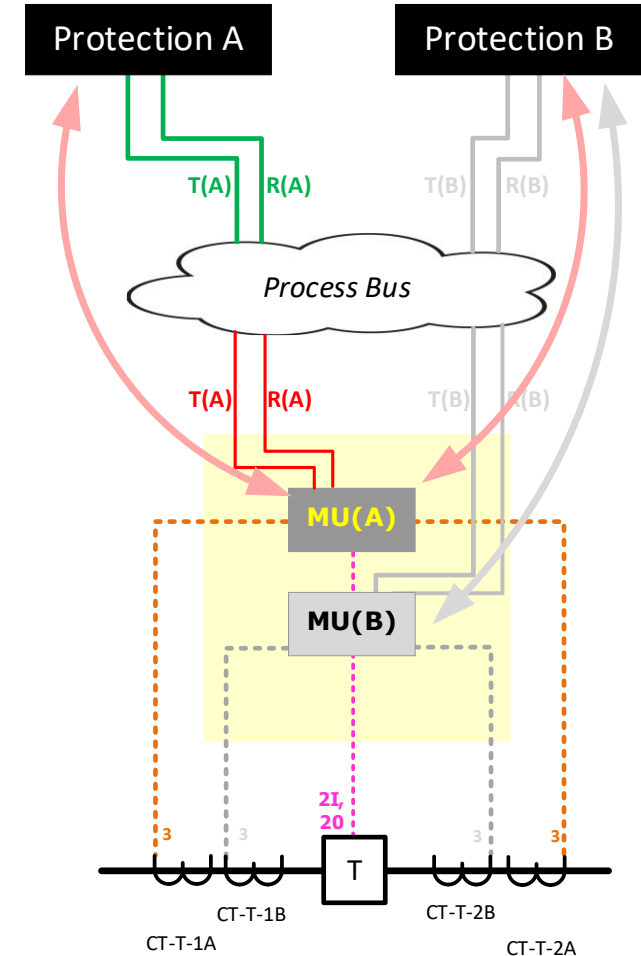 Protection A
Protection B
T(A)
R(A)
T(B)
R(B)
Process Bus
T(A)
R(A)
T(B)
R(B)
MU(A)
MU(B)
2I,
20
3
3
3
3
T
CT-T-1B
CT-T-2B
CT-T-1A
CT-T-2A